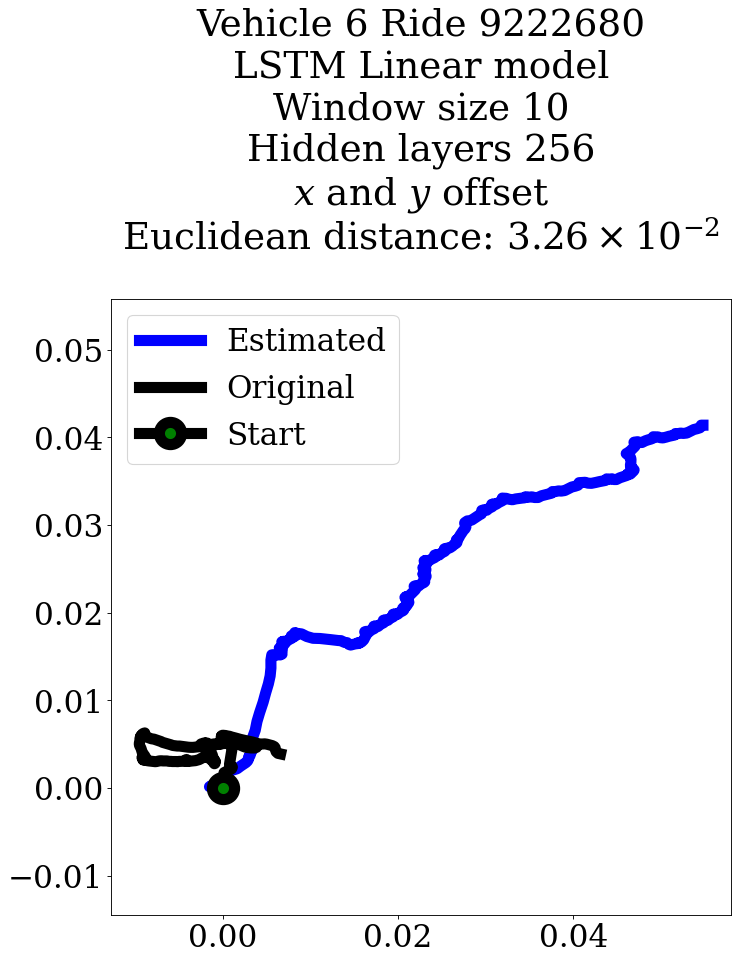 Vehicle 6 Ride 9222680
LSTM Linear model
Window size 10
Hidden layers 256
x and y offset
Euclidean distance: 3.26 × 10⁻²
Estimated
Original
Start
0.05
0.04
0.03
0.02
0.01
0.00
−0.01
0.00 0.02 0.04